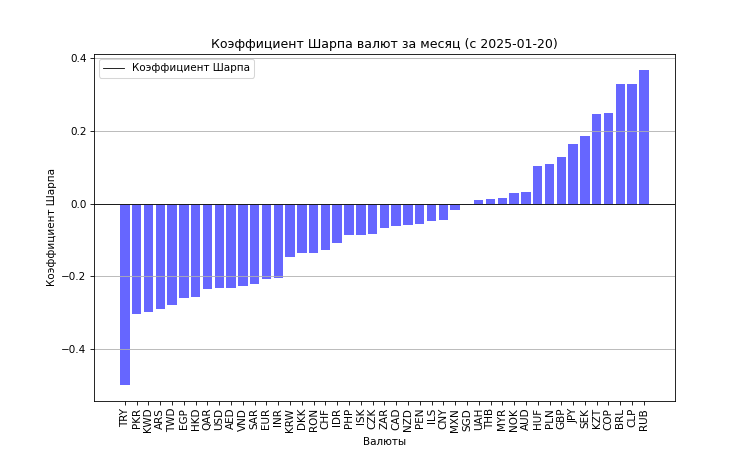 Коэффициент Шарпа валют за месяц (с 2025-01-20)
Коэффициент Шарпа
0.4
0.2
0.0
−0.2
−0.4
Коэффициент Шарпа
TRY
PKR
KWD
ARS
TWD
EGP
HKD
QAR
USD
AED
VND
SAR
EUR
INR
KRW
DKK
RON
CHF
IDR
PHP
ISK
CZK
ZAR
CAD
NZD
PEN
ILS
CNY
MXN
SGD
UAH
THB
MYR
NOK
AUD
HUF
PLN
GBP
JPY
SEK
KZT
COP
BRL
CLP
RUB
Валюты